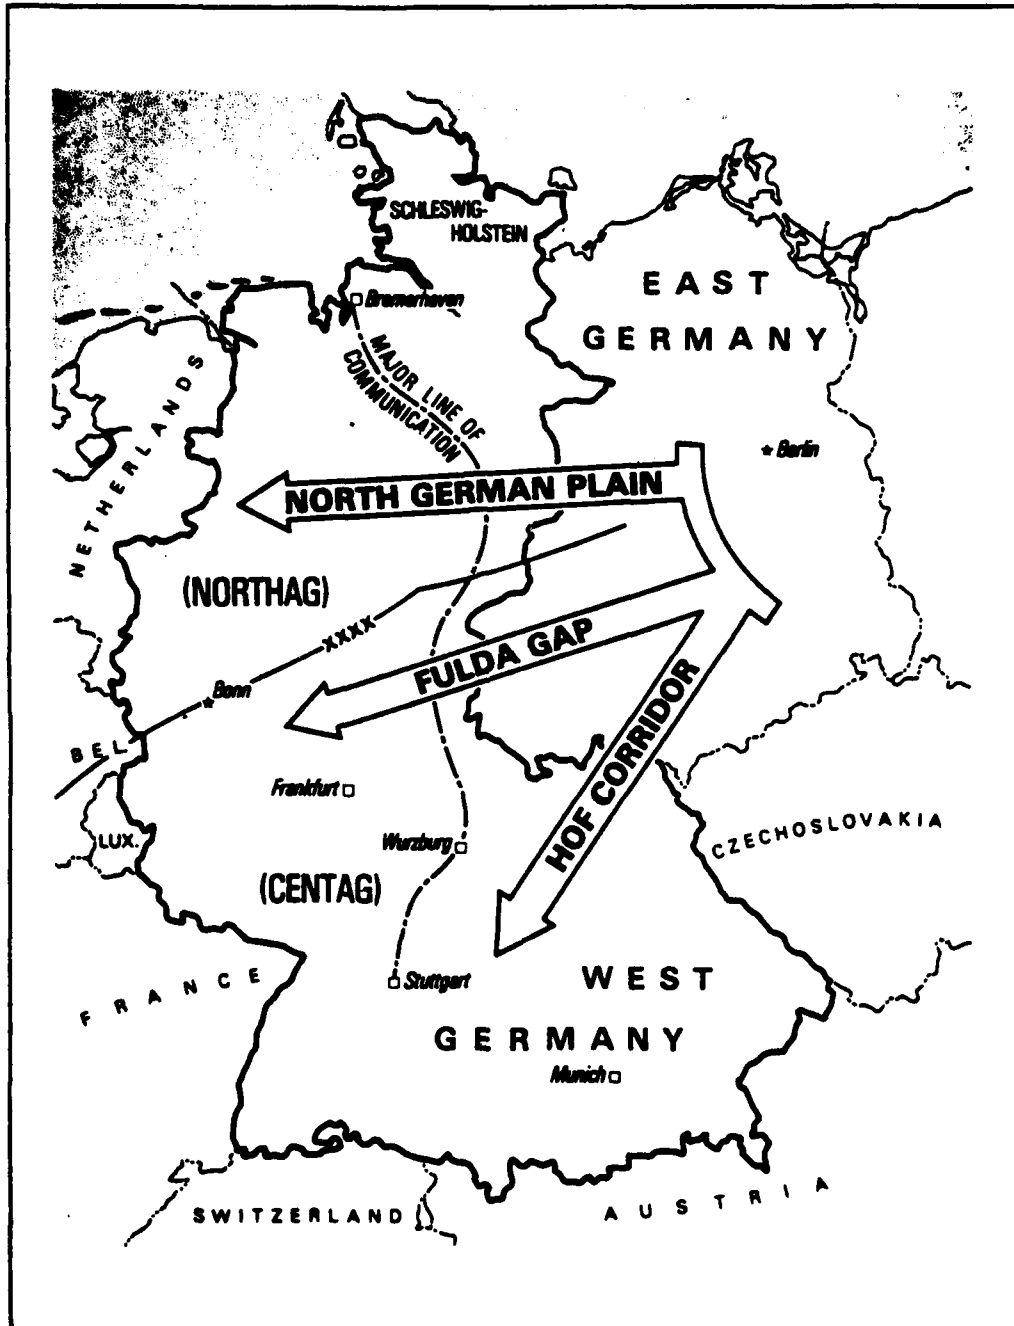 SCHLESWIG-
HOLSTEIN
EAST
GERMANY
Bremerhaven
MAJOR LINE OF
COMMUNICATION
NETHERLANDS
Berlin
NORTH GERMAN PLAIN
(NORTHAG)
XXXX
FULDA GAP
Bonn
HOF CORRIDOR
BEL
Frankfurt
LUX.
Wurzburg
CZECHOSLOVAKIA
(CENTAG)
FRANCE
Stuttgart
WEST
GERMANY
Munich
SWITZERLAND
AUSTRIA